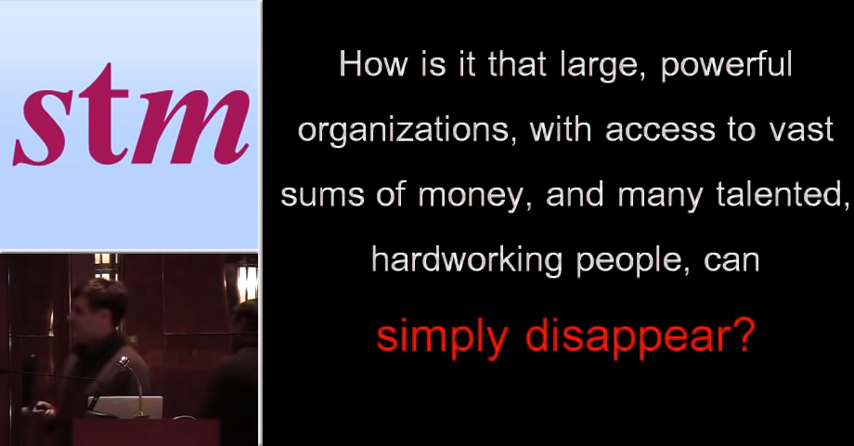 stm
How is it that large, powerful
organizations, with access to vast
sums of money, and many talented,
hardworking people, can
simply disappear?